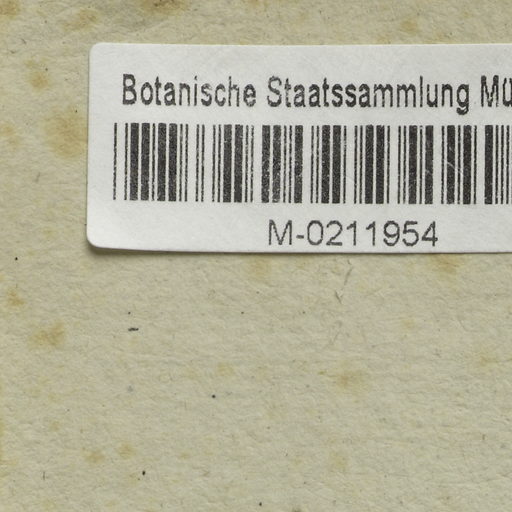 Botanische Staatssammlung Mü
M-0211954